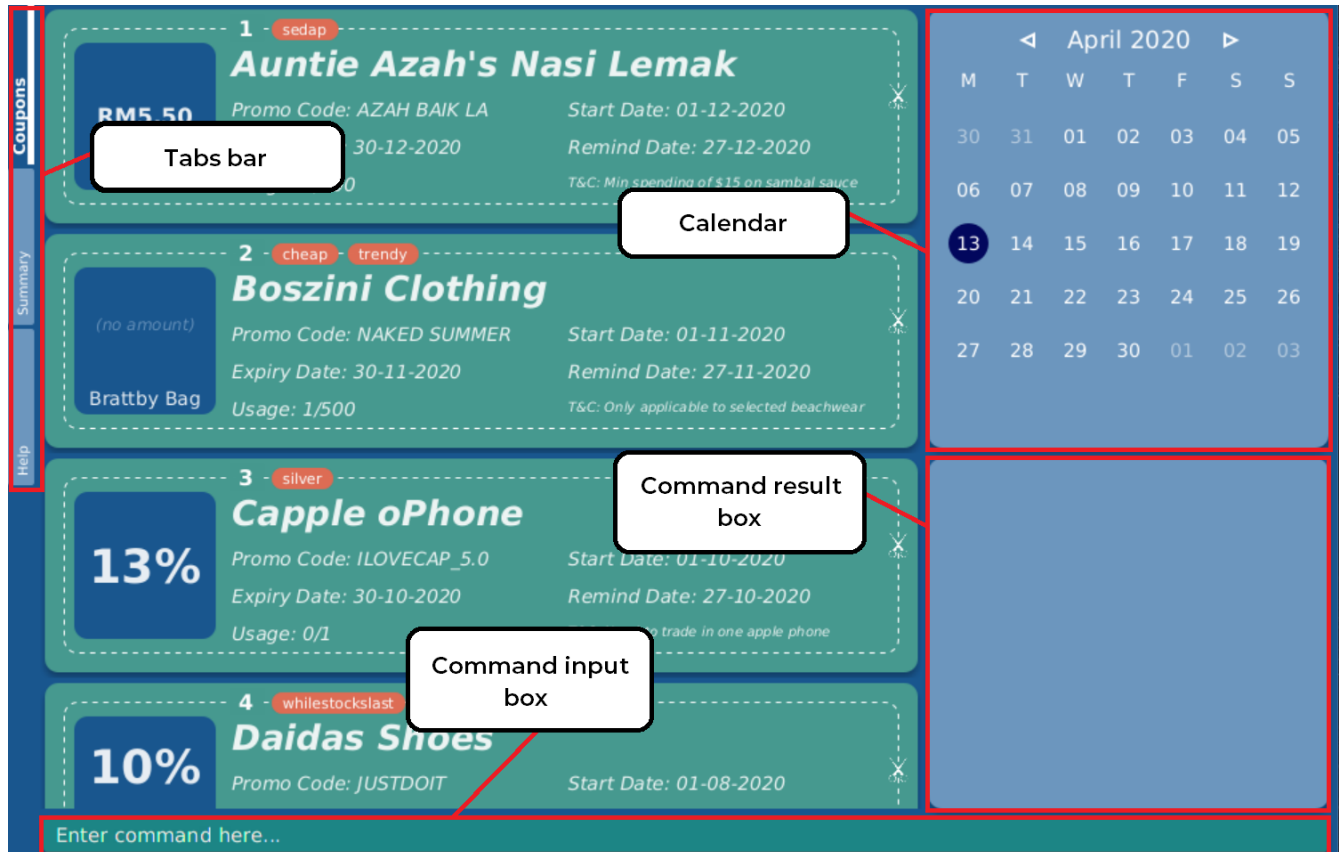 Coupons
Summary
Help
1 - sedap
Auntie Azah's Nasi Lemak
RM5.50
Promo Code: AZAH BAIK LA
Start Date: 01-12-2020
30-12-2020
Remind Date: 27-12-2020
T&C: Min spending of $15 on sambal sauce
Tabs bar
Calendar
2 - cheap trendy
Boszini Clothing
(no amount)
Brattby Bag
Promo Code: NAKED SUMMER
Start Date: 01-11-2020
Expiry Date: 30-11-2020
Remind Date: 27-11-2020
Usage: 1/500
T&C: Only applicable to selected beachwear
3 - silver
Capple oPhone
13%
Promo Code: ILOVECAP_5.0
Start Date: 01-10-2020
Expiry Date: 30-10-2020
Remind Date: 27-10-2020
Usage: 0/1
to trade in one apple phone
Command result
box
Command input
box
4 - whilestockslast
Daidas Shoes
10%
Promo Code: JUSTDOIT
Start Date: 01-08-2020
April 2020
M T W T F S S
30 31 01 02 03 04 05
06 07 08 09 10 11 12
13 14 15 16 17 18 19
20 21 22 23 24 25 26
27 28 29 30 01 02 03
Enter command here...